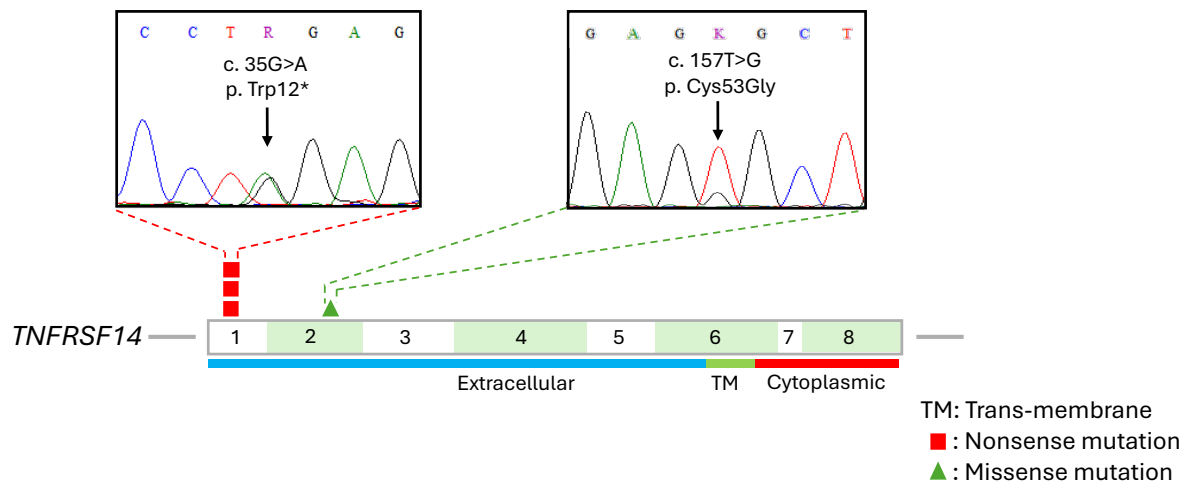 C C T R G A G
c. 35G>A
p. Trp12*
G A G K G C T
c. 157T>G
p. Cys53Gly
TNFRSF14
1 2 3 4 5 6 7 8
Extracellular TM Cytoplasmic
TM: Trans-membrane
: Nonsense mutation
: Missense mutation